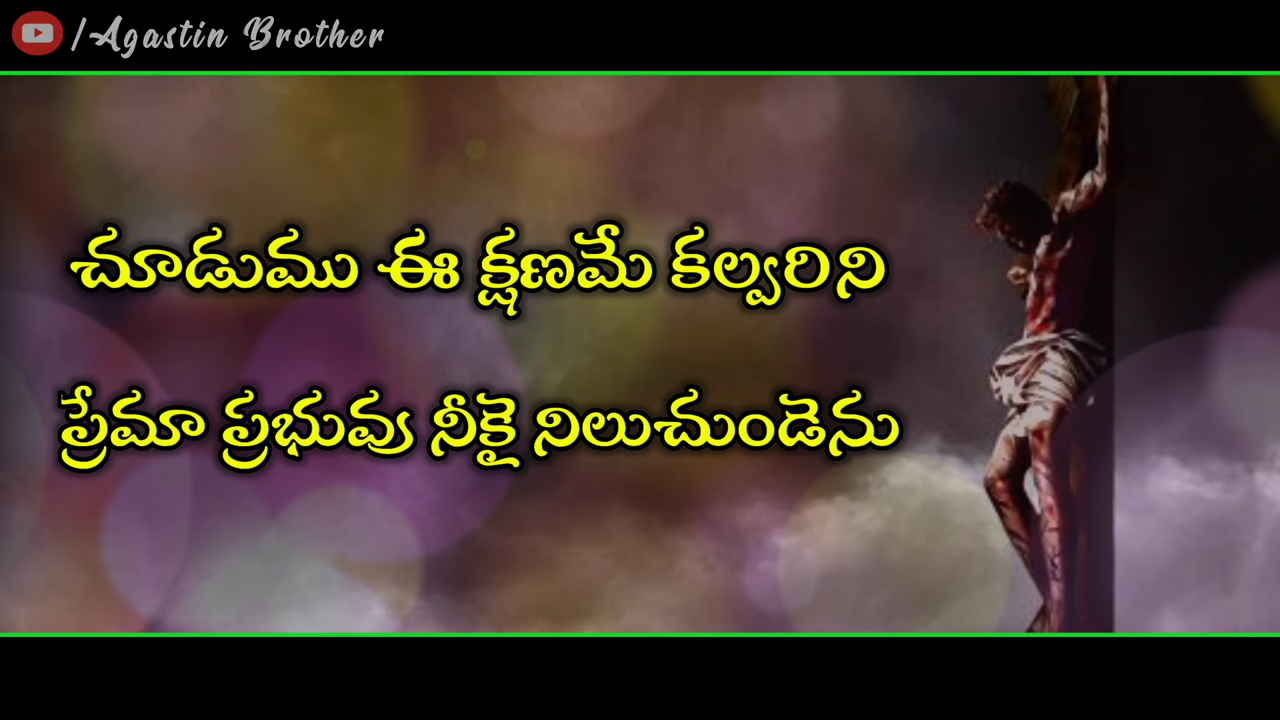 /Agastin Brother
చూడుము ఈ క్షణమే కల్వరిని
ప్రేమా ప్రభువు నీకై నిలుచుండెను